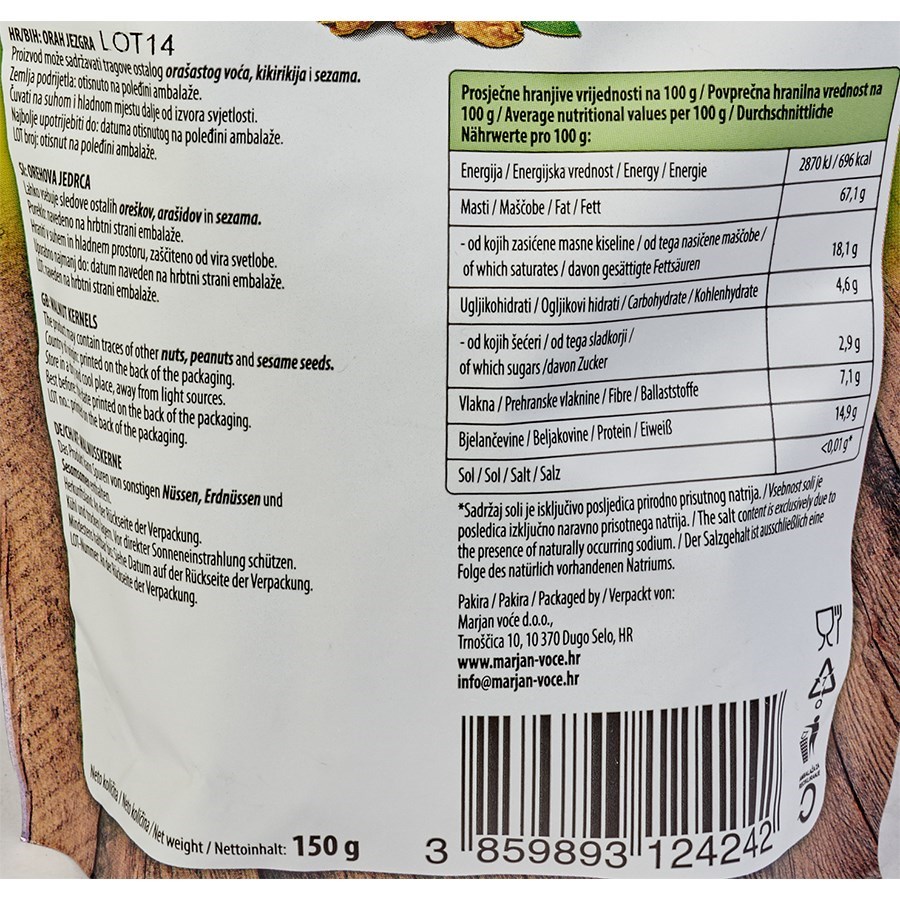 HR/BIH: ORAH JEZGRA LOT14
Proizvod može sadržavati tragove ostalog orašastog voća, kikirikija i sezama.
Zemlja podrijetla: otisnuto na poleđini ambalaže.
Čuvati na suhom i hladnom mjestu dalje od izvora svjetlosti.
Najbolje upotrijebiti do: datuma otisnutog na poleđini ambalaže.
LOT broj: otisnut na poleđini ambalaže.
SI: OREHOVA JEDRCA
Lahko vsebuje sledove ostalih oreškov, arašidov in sezama.
Poreklo: navedeno na hrbtni strani embalaže.
Hraniti v suhem in hladnem prostoru, zaščiteno od vira svetlobe.
Uporabno najmanj do: datum naveden na hrbtni strani embalaže.
LOT: naveden na hrbtni strani embalaže.
GB: WALNUT KERNELS
The product may contain traces of other nuts, peanuts and sesame seeds.
Country of origin: printed on the back of the packaging.
Store in a cool place, away from light sources.
Best before: date printed on the back of the packaging.
LOT no.: printed on the back of the packaging.
DE/CH/AT: WALNUSSKERNE
Das Produkt kann Spuren von sonstigen Nüssen, Erdnüssen und
Sesamsamen enthalten.
Rückseite der Verpackung.
Vor direkter Sonneneinstrahlung schützen.
Siehe Datum auf der Rückseite der Verpackung.
LOT-Nummer: An der Rückseite der Verpackung.
Neto količina / Neto količina / Net weight / Nettoinhalt: 150 g
Prosječne hranjive vrijednosti na 100 g / Povprečna hranilna vrednost na
100 g / Average nutritional values per 100 g / Durchschnittliche
Nährwerte pro 100 g:
Energija / Energijska vrednost / Energy / Energie 2870 kJ / 696 kcal
Masti / Maščobe / Fat / Fett 67,1 g
- od kojih zasićene masne kiseline / od tega nasičene maščobe /
of which saturates / davon gesättigte Fettsäuren 18,1 g
Ugljikohidrati / Ogljikovi hidrati / Carbohydrate / Kohlenhydrate 4,6 g
- od kojih šećeri / od tega sladkorji /
of which sugars /davon Zucker 2,9 g
Vlakna / Prehranske vlaknine / Fibre / Ballaststoffe 7,1 g
Bjelančevine / Beljakovine / Protein / Eiweiß 14,9 g
Sol / Sol / Salt / Salz <0,01 g*
*Sadržaj soli je isključivo posljedica prirodno prisutnog natrija. / Vsebnost soli je
posledica izključno naravno prisotnega natrija. / The salt content is exclusively due to
the presence of naturally occurring sodium. / Der Salzgehalt ist ausschließlich eine
Folge des natürlich vorhandenen Natriums.
Pakira / Pakira / Packaged by / Verpackt von:
Marjan voće d.o.o.,
Trnoščica 10, 10 370 Dugo Selo, HR
www.marjan-voce.hr
info@marjan-voce.hr
7
3 859893 124242